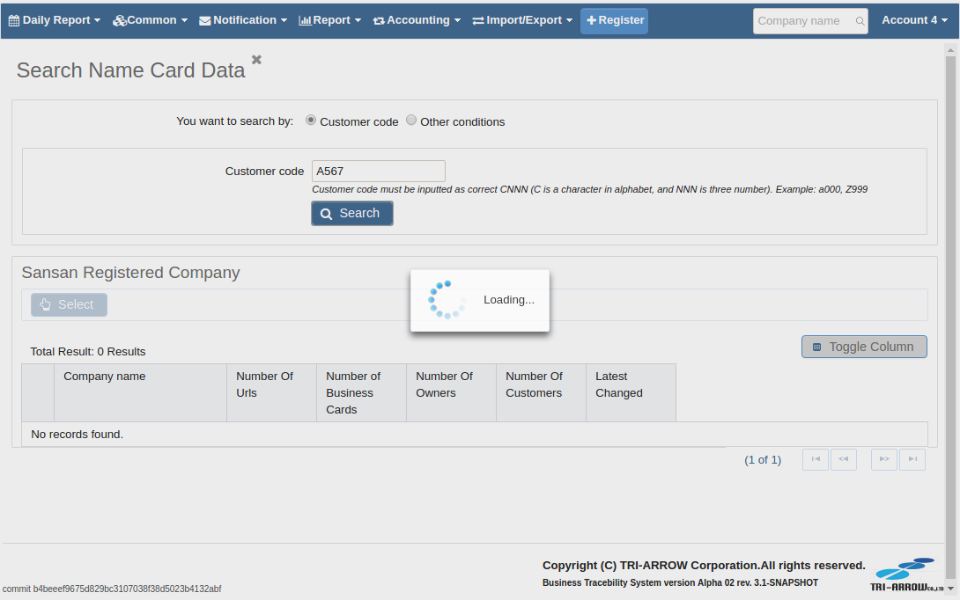 Daily Report Common Notification Report Accounting Import/Export Register Company name Account 4
Search Name Card Data
You want to search by: Customer code Other conditions
Customer code A567
Customer code must be inputted as correct CNNN (C is a character in alphabet, and NNN is three number). Example: a000, Z999
Search
Sansan Registered Company
Loading...
Select
Toggle Column
Total Result: 0 Results
Company name
Number Of Urls
Number of Business Cards
Number Of Owners
Number Of Customers
Latest Changed
No records found.
(1 of 1)
Copyright (C) TRI-ARROW Corporation.All rights reserved.
Business Tracebility System version Alpha 02 rev. 3.1-SNAPSHOT
TRI-ARROW CO.,LTD
commit b4beeef9675d829bc3107038f38d5023b4132abf